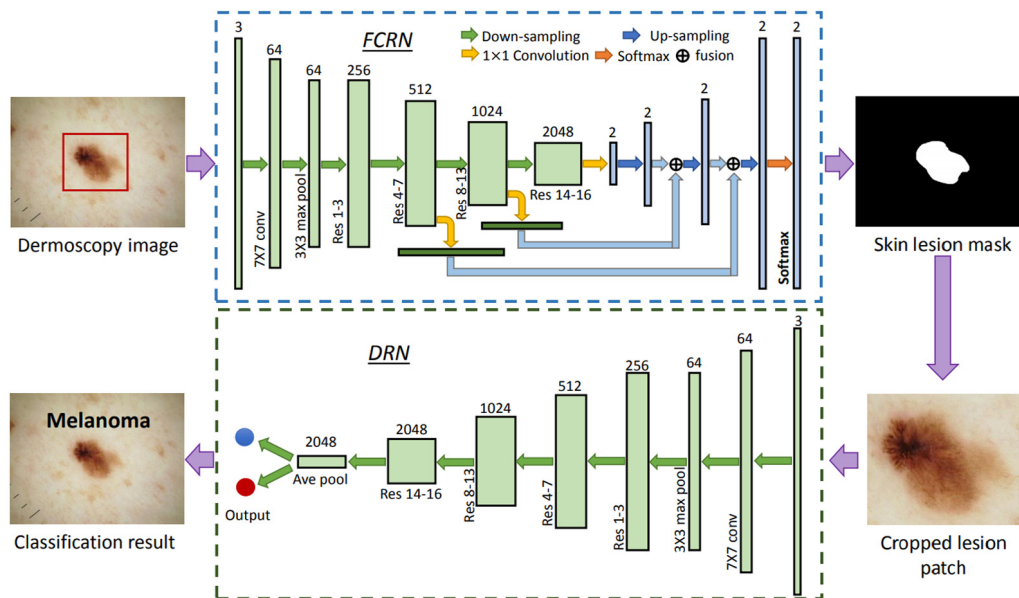 FCRN
Down-sampling
Up-sampling
1×1 Convolution
Softmax
fusion
3
64
64
256
512
1024
2048
2
2
2
2
2
7X7 conv
3X3 max pool
Res 1-3
Res 4-7
Res 8-13
Res 14-16
Softmax
Dermoscopy image
Skin lesion mask
DRN
3
64
64
256
512
1024
2048
2048
Ave pool
Res 14-16
Res 8-13
Res 4-7
Res 1-3
3X3 max pool
7X7 conv
Output
Melanoma
Classification result
Cropped lesion
patch